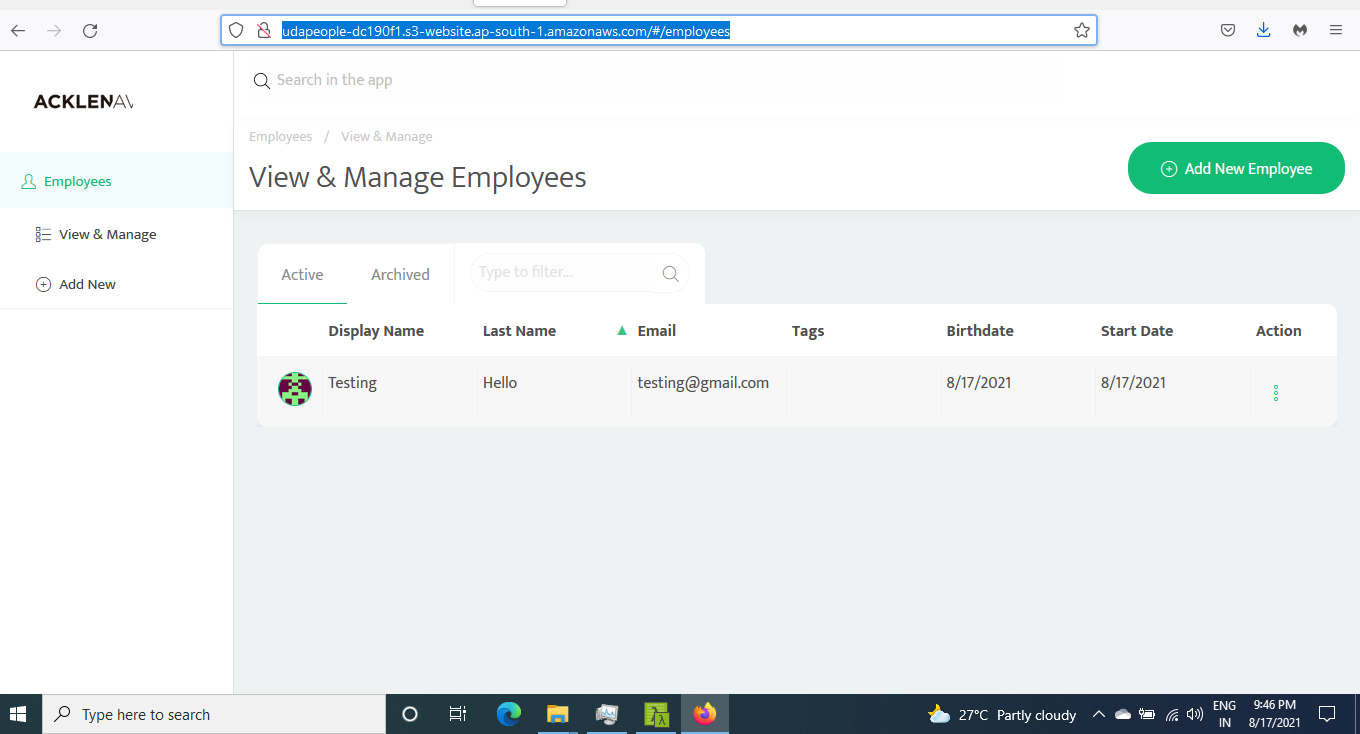 udapeople-dc190f1.s3-website.ap-south-1.amazonaws.com/#/employees
Search in the app
ACKLENAV
Employees / View & Manage
View & Manage Employees
Add New Employee
Employees
View & Manage
Add New
Active
Archived
Type to filter...
Display Name Last Name Email Tags Birthdate Start Date Action
Testing Hello testing@gmail.com 8/17/2021 8/17/2021
Type here to search
27°C Partly cloudy
ENG
IN
9:46 PM
8/17/2021